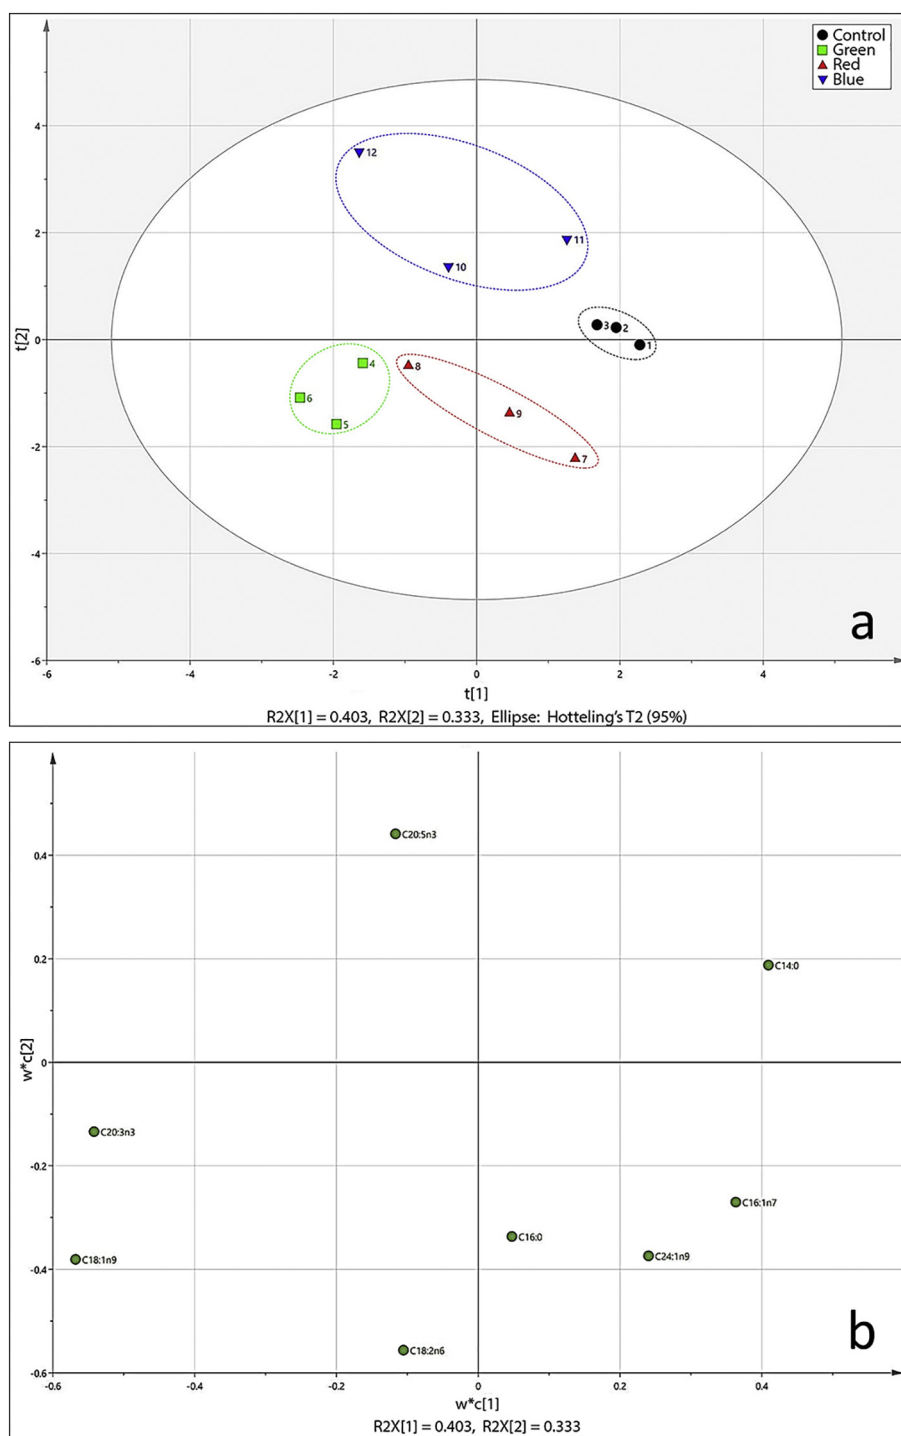 Control
Green
Red
Blue
4
2
0
-2
-4
-6
t[2]
12
11
10
3
2
1
4
8
6
9
5
7
a
-6
-4
-2
0
2
4
t[1]
R2X[1] = 0.403, R2X[2] = 0.333, Ellipse: Hotteling's T2 (95%)
C20:5n3
0.4
0.2
C14:0
0
w*c[2]
C20:3n3
-0.2
C16:1n7
C16:0
C18:1n9
C24:1n9
-0.4
C18:2n6
b
-0.6
-0.6
-0.4
-0.2
0
0.2
0.4
w*c[1]
R2X[1] = 0.403, R2X[2] = 0.333